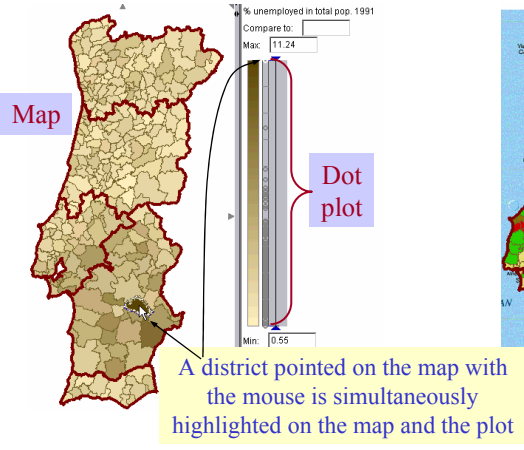 % unemployed in total pop. 1991
Compare to:
Max: 11.24
Map
Dot
plot
Min: 0.55
A district pointed on the map with
the mouse is simultaneously
highlighted on the map and the plot